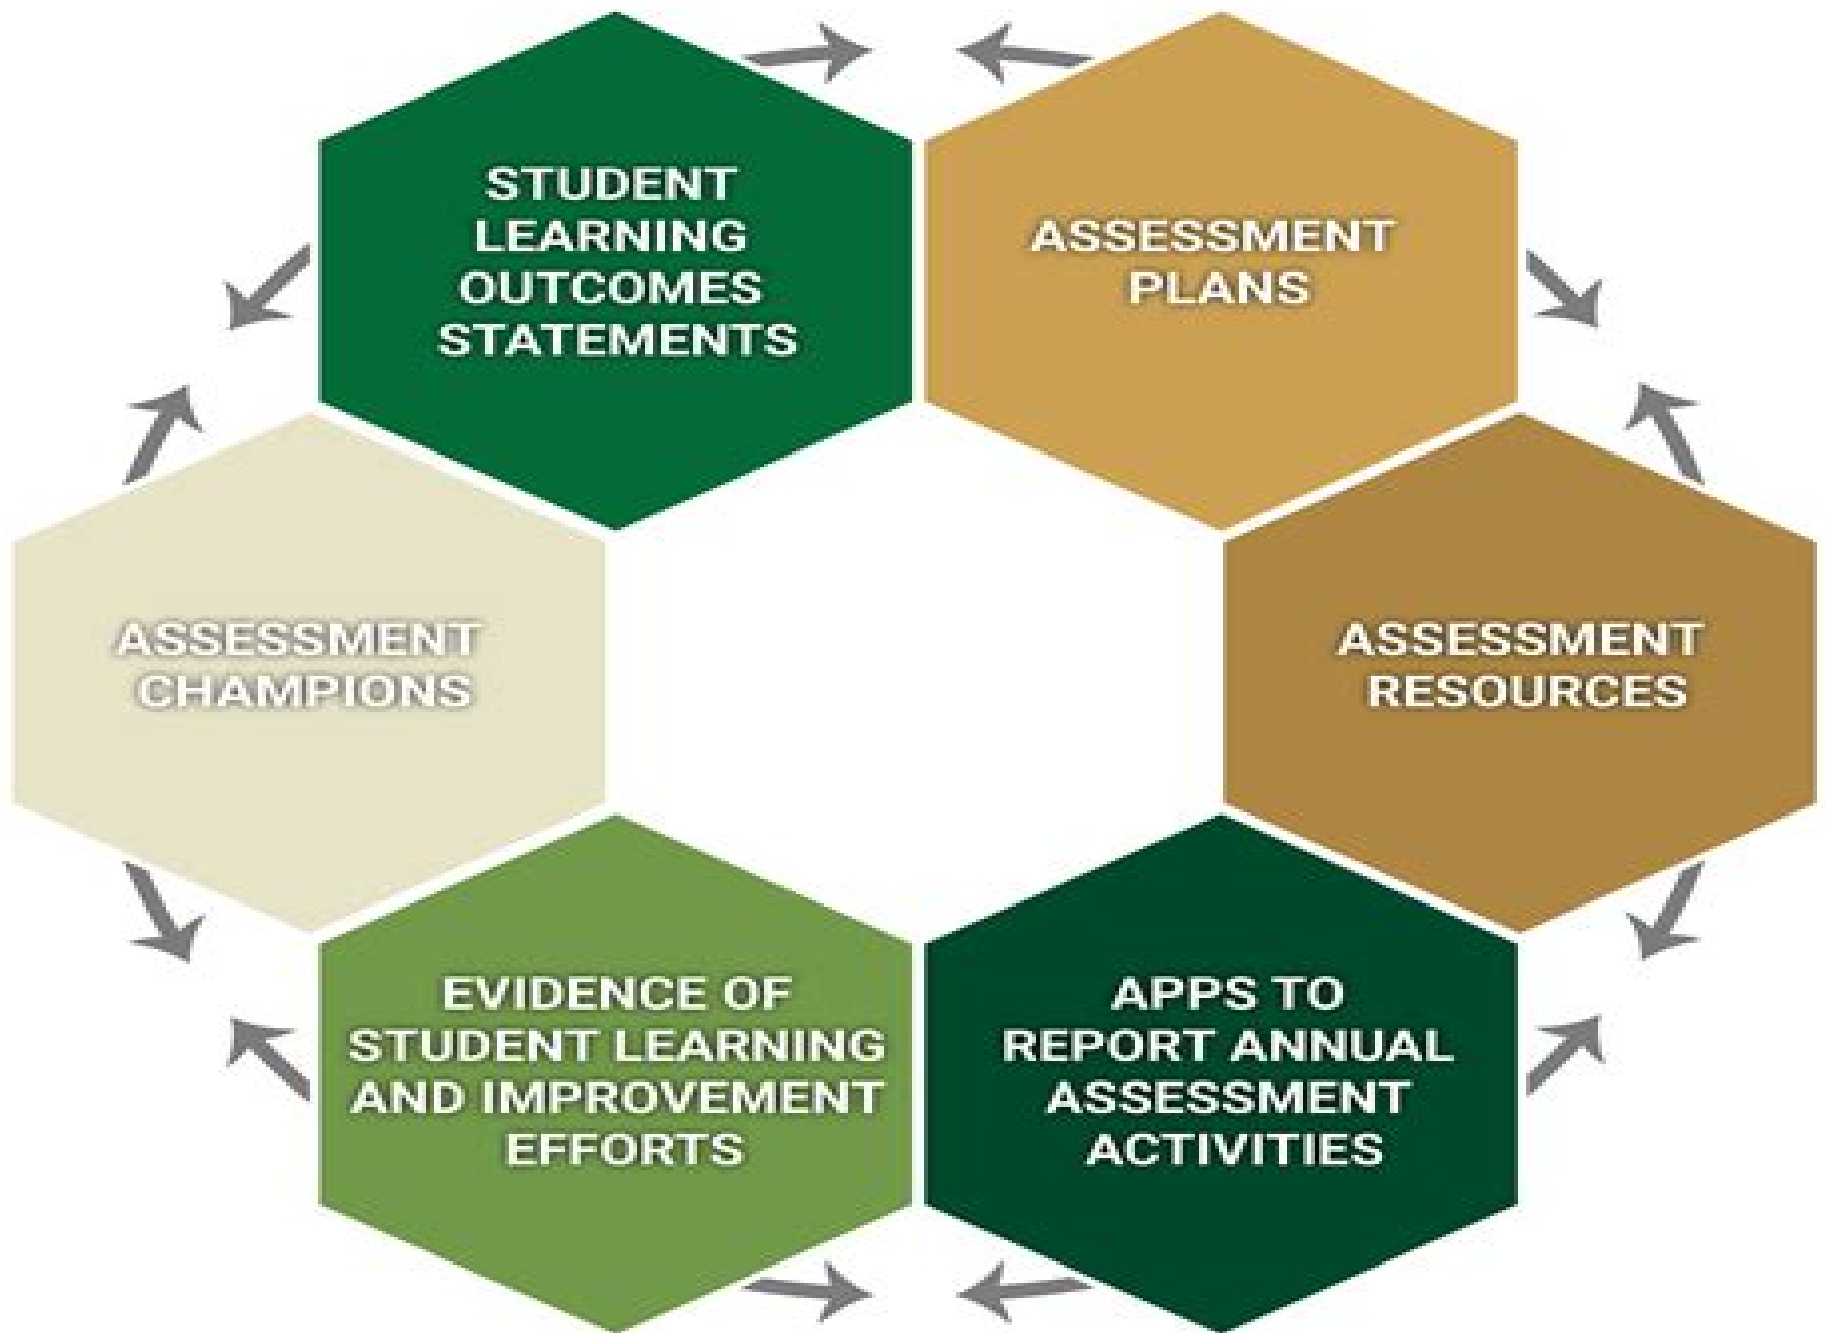 STUDENT
LEARNING
OUTCOMES
STATEMENTS
ASSESSMENT
PLANS
ASSESSMENT
RESOURCES
APPS TO
REPORT ANNUAL
ASSESSMENT
ACTIVITIES
EVIDENCE OF
STUDENT LEARNING
AND IMPROVEMENT
EFFORTS
ASSESSMENT
CHAMPIONS